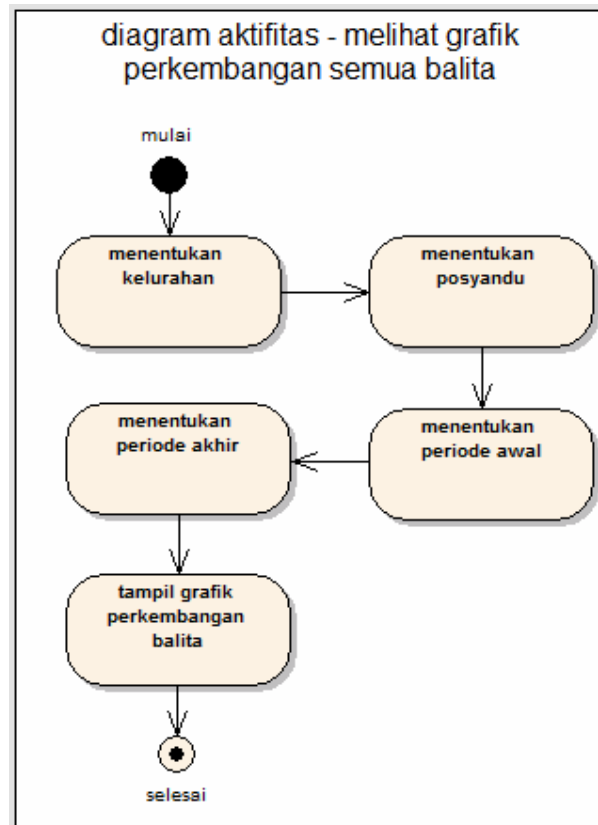 diagram aktifitas - melihat grafik
perkembangan semua balita
mulai
menentukan
kelurahan
menentukan
posyandu
menentukan
periode awal
menentukan
periode akhir
tampil grafik
perkembangan
balita
selesai